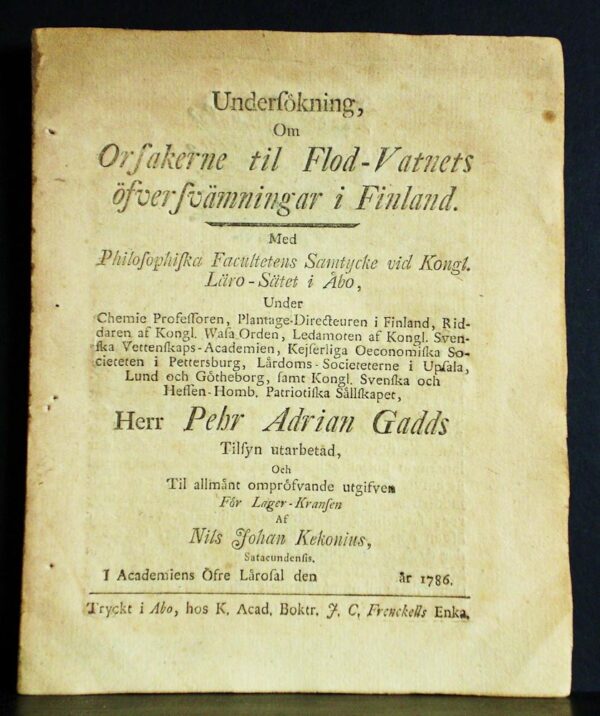 Underſökning,
Om
Orſakerne til Flod-Vatnets
öfverſvämningar i Finland.
Med
Philoſophiſka Facultetens Samtycke vid Kongl.
Läro-Sätet i Åbo,
Under
Chemie Profeſſoren, Plantage-Directeuren i Finland, Rid-
daren af Kongl. Waſa Orden, Ledamoten af Kongl. Sven-
ſka Vettenſkaps-Academien, Kejſerliga Oeconomiſka So-
cieteten i Pettersburg, Lårdoms-Societeterne i Upſala,
Lund och Götheborg, ſamt Kongl. Svenſka och
Heſſen-Homb. Patriotiſka Sållſkapet,
Herr Pehr Adrian Gadds
Tilſyn utarbetad,
Och
Til allmånt ompröfvande utgifven
För Lager-Kranſen
Af
Nils Johan Kekonius,
Satacundenſis.
I Academiens Öfre Låroſal den år 1786.
Tryckt i Åbo, hos K. Acad. Boktr. J. C. Frenckells Enka.